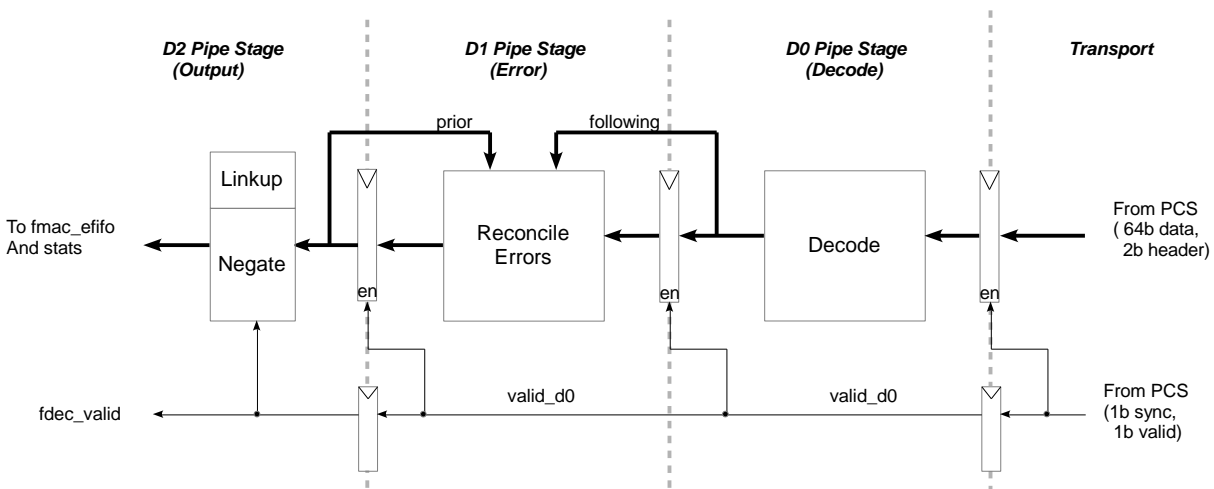 D2 Pipe Stage
(Output)
D1 Pipe Stage
(Error)
D0 Pipe Stage
(Decode)
Transport
prior
following
Linkup
Negate
Reconcile
Errors
Decode
To fmac_efifo
And stats
From PCS
( 64b data,
2b header)
en
en
en
fdec_valid
valid_d0
valid_d0
From PCS
(1b sync,
1b valid)